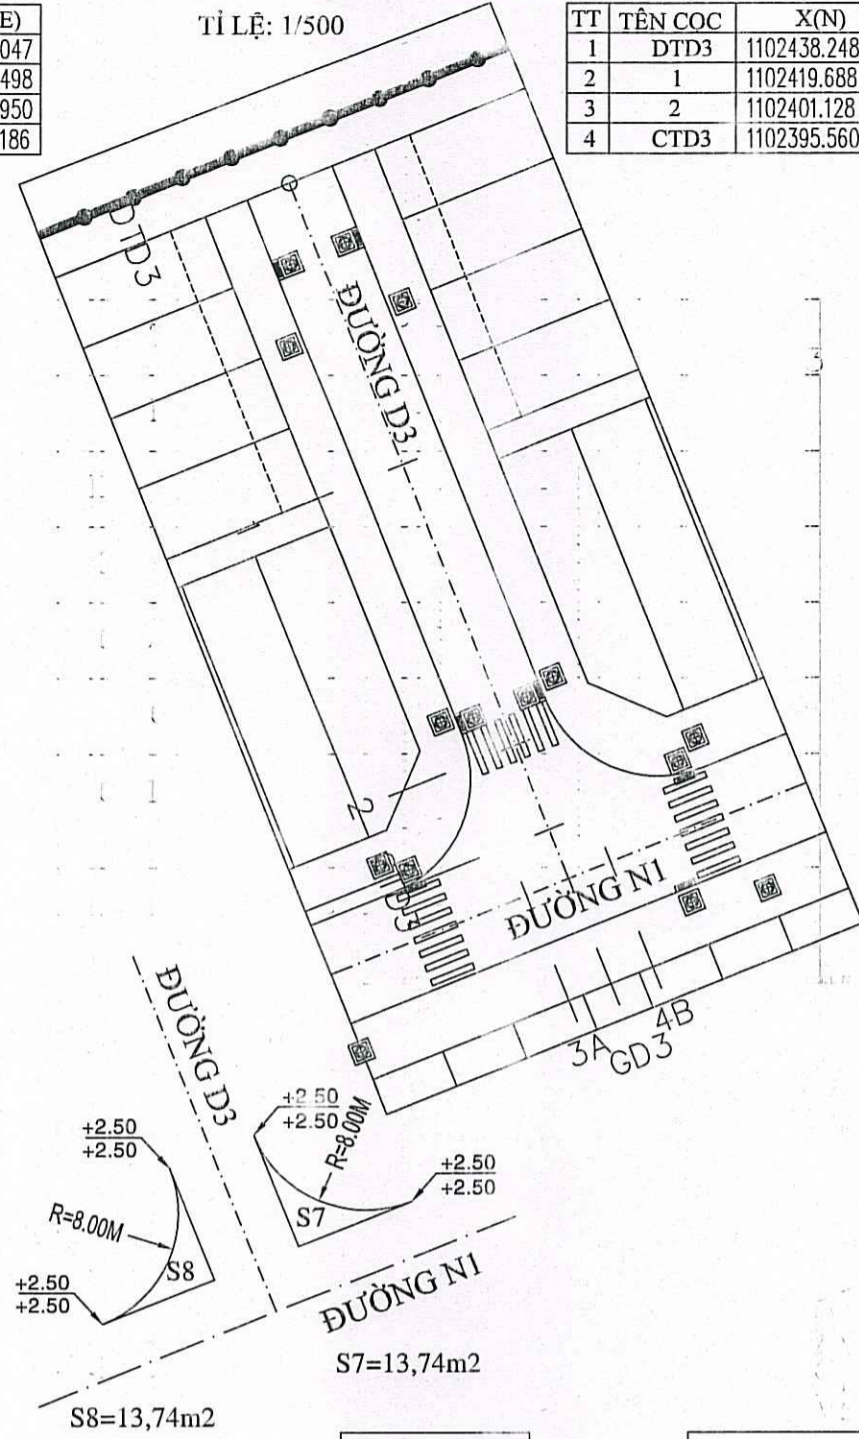 E)
047
498
950
186
TỈ LỆ: 1/500
TT TÊN CỌC X(N)
1 DTD3 1102438.248
2 1 1102419.688
3 2 1102401.128
4 CTD3 1102395.560
DTD3
ĐƯỜNG D3
2
ĐƯỜNG N1
3A
GD3
4B
ĐƯỜNG D3
+2.50
+2.50
R=8.00M
+2.50
+2.50
+2.50
+2.50
R=8.00M
S7
S8
+2.50
+2.50
ĐƯỜNG N1
S7=13,74m2
S8=13,74m2